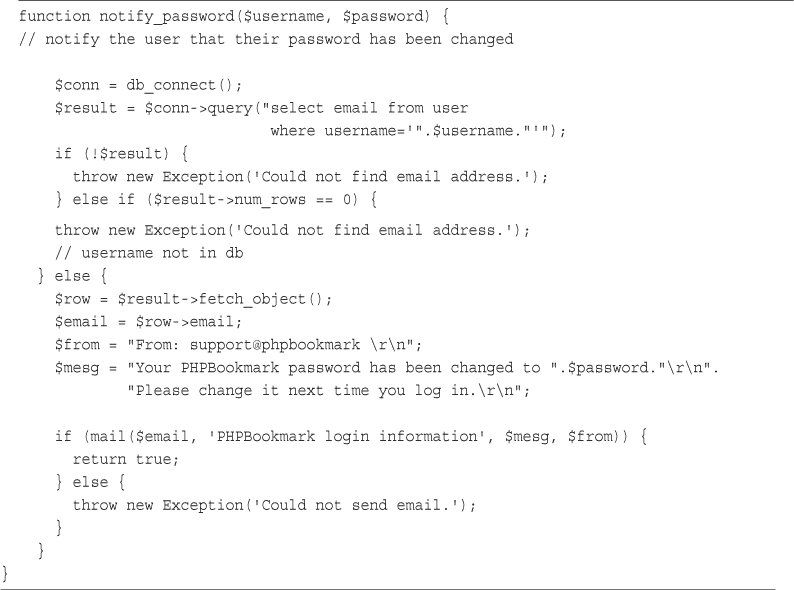 function notify_password($username, $password) {
// notify the user that their password has been changed
$conn = db_connect();
$result = $conn->query("select email from user
where username='".$username."'");
if (!$result) {
throw new Exception('Could not find email address.');
} else if ($result->num_rows == 0) {
throw new Exception('Could not find email address.');
// username not in db
} else {
$row = $result->fetch_object();
$email = $row->email;
$from = "From: support@phpbookmark \r\n";
$mesg = "Your PHPBookmark password has been changed to ".$password."\r\n".
"Please change it next time you log in.\r\n";
if (mail($email, 'PHPBookmark login information', $mesg, $from)) {
return true;
} else {
throw new Exception('Could not send email.');
}
}
}